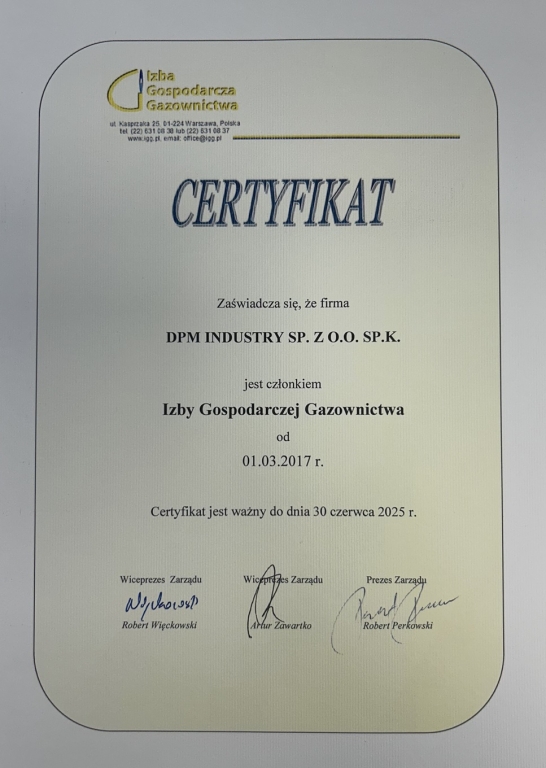 Izba
Gospodarcza
Gazownictwa
ul. Kasprzaka 25, 01-224 Warszawa, Polska
tel. (22) 631 08 38 lub (22) 631 08 37
www.igg.pl, email: office@igg.pl
CERTYFIKAT
Zaświadcza się, że firma
DPM INDUSTRY SP. Z O.O. SP.K.
jest członkiem
Izby Gospodarczej Gazownictwa
od
01.03.2017 r.
Certyfikat jest ważny do dnia 30 czerwca 2025 r.
Wiceprezes Zarządu Wiceprezes Zarządu Prezes Zarządu
Robert Więckowski Artur Zawartko Robert Perkowski